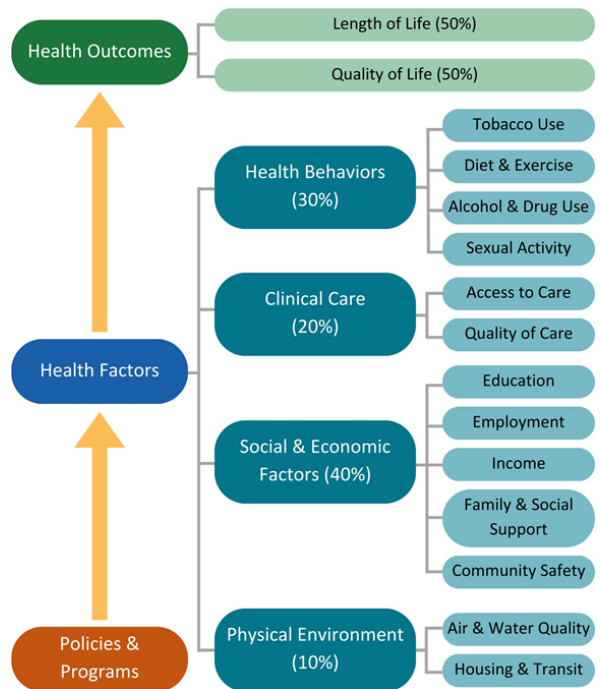 Health Outcomes
Length of Life (50%)
Quality of Life (50%)
Health Factors
Health Behaviors
(30%)
Tobacco Use
Diet & Exercise
Alcohol & Drug Use
Sexual Activity
Clinical Care
(20%)
Access to Care
Quality of Care
Social & Economic
Factors (40%)
Education
Employment
Income
Family & Social
Support
Community Safety
Physical Environment
(10%)
Air & Water Quality
Housing & Transit
Policies &
Programs